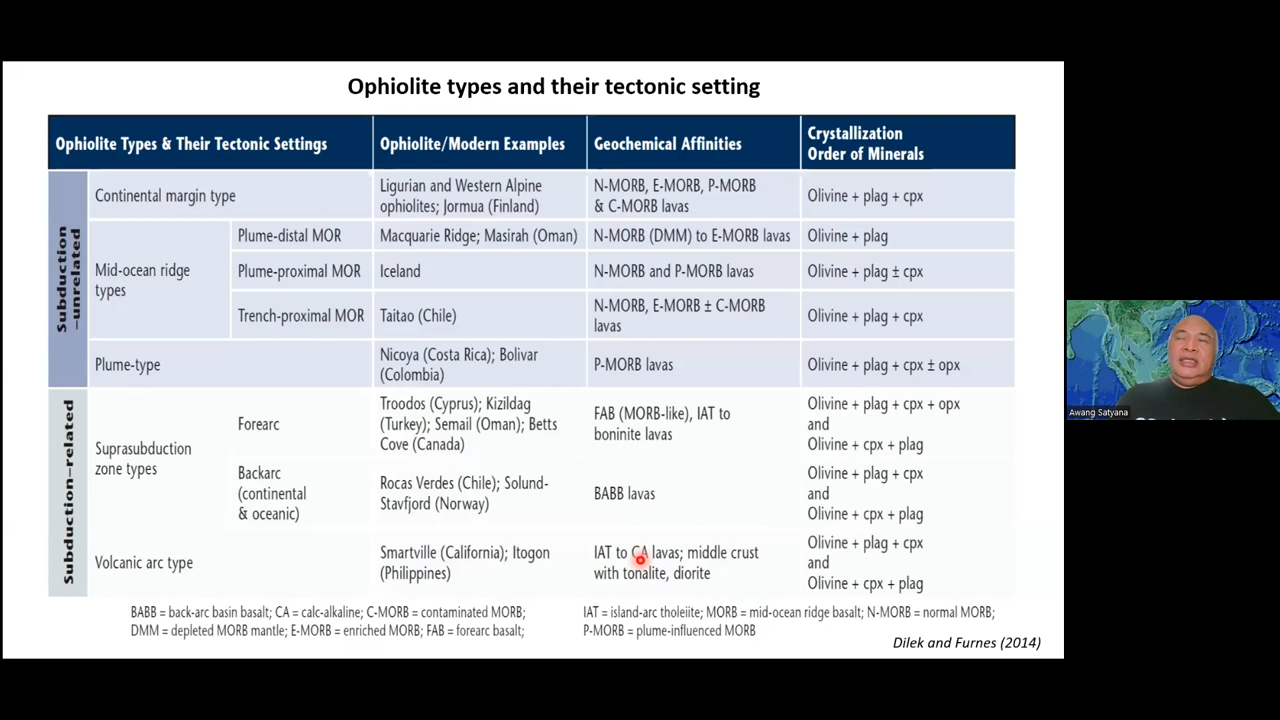 Ophiolite types and their tectonic setting
Ophiolite Types & Their Tectonic Settings
Ophiolite/Modern Examples
Geochemical Affinities
Crystallization
Order of Minerals
Subduction
–unrelated
Continental margin type
Ligurian and Western Alpine
ophiolites; Jormua (Finland)
N-MORB, E-MORB, P-MORB
& C-MORB lavas
Olivine + plag + cpx
Mid-ocean ridge
types
Plume-distal MOR
Macquarie Ridge; Masirah (Oman)
N-MORB (DMM) to E-MORB lavas
Olivine + plag
Plume-proximal MOR
Iceland
N-MORB and P-MORB lavas
Olivine + plag ± cpx
Trench-proximal MOR
Taitao (Chile)
N-MORB, E-MORB ± C-MORB
lavas
Olivine + plag + cpx
Plume-type
Nicoya (Costa Rica); Bolivar
(Colombia)
P-MORB lavas
Olivine + plag + cpx ± opx
Subduction–related
Suprasubduction
zone types
Forearc
Troodos (Cyprus); Kizildag
(Turkey); Semail (Oman); Betts
Cove (Canada)
FAB (MORB-like), IAT to
boninite lavas
Olivine + plag + cpx + opx
and
Olivine + cpx + plag
Backarc
(continental
& oceanic)
Rocas Verdes (Chile); Solund-
Stavfjord (Norway)
BABB lavas
Olivine + plag + cpx
and
Olivine + cpx + plag
Volcanic arc type
Smartville (California); Itogon
(Philippines)
IAT to CA lavas; middle crust
with tonalite, diorite
Olivine + plag + cpx
and
Olivine + cpx + plag
BABB = back-arc basin basalt; CA = calc-alkaline; C-MORB = contaminated MORB;
DMM = depleted MORB mantle; E-MORB = enriched MORB; FAB = forearc basalt;
IAT = island-arc tholeiite; MORB = mid-ocean ridge basalt; N-MORB = normal MORB;
P-MORB = plume-influenced MORB
Dilek and Furnes (2014)
Awang Satyana